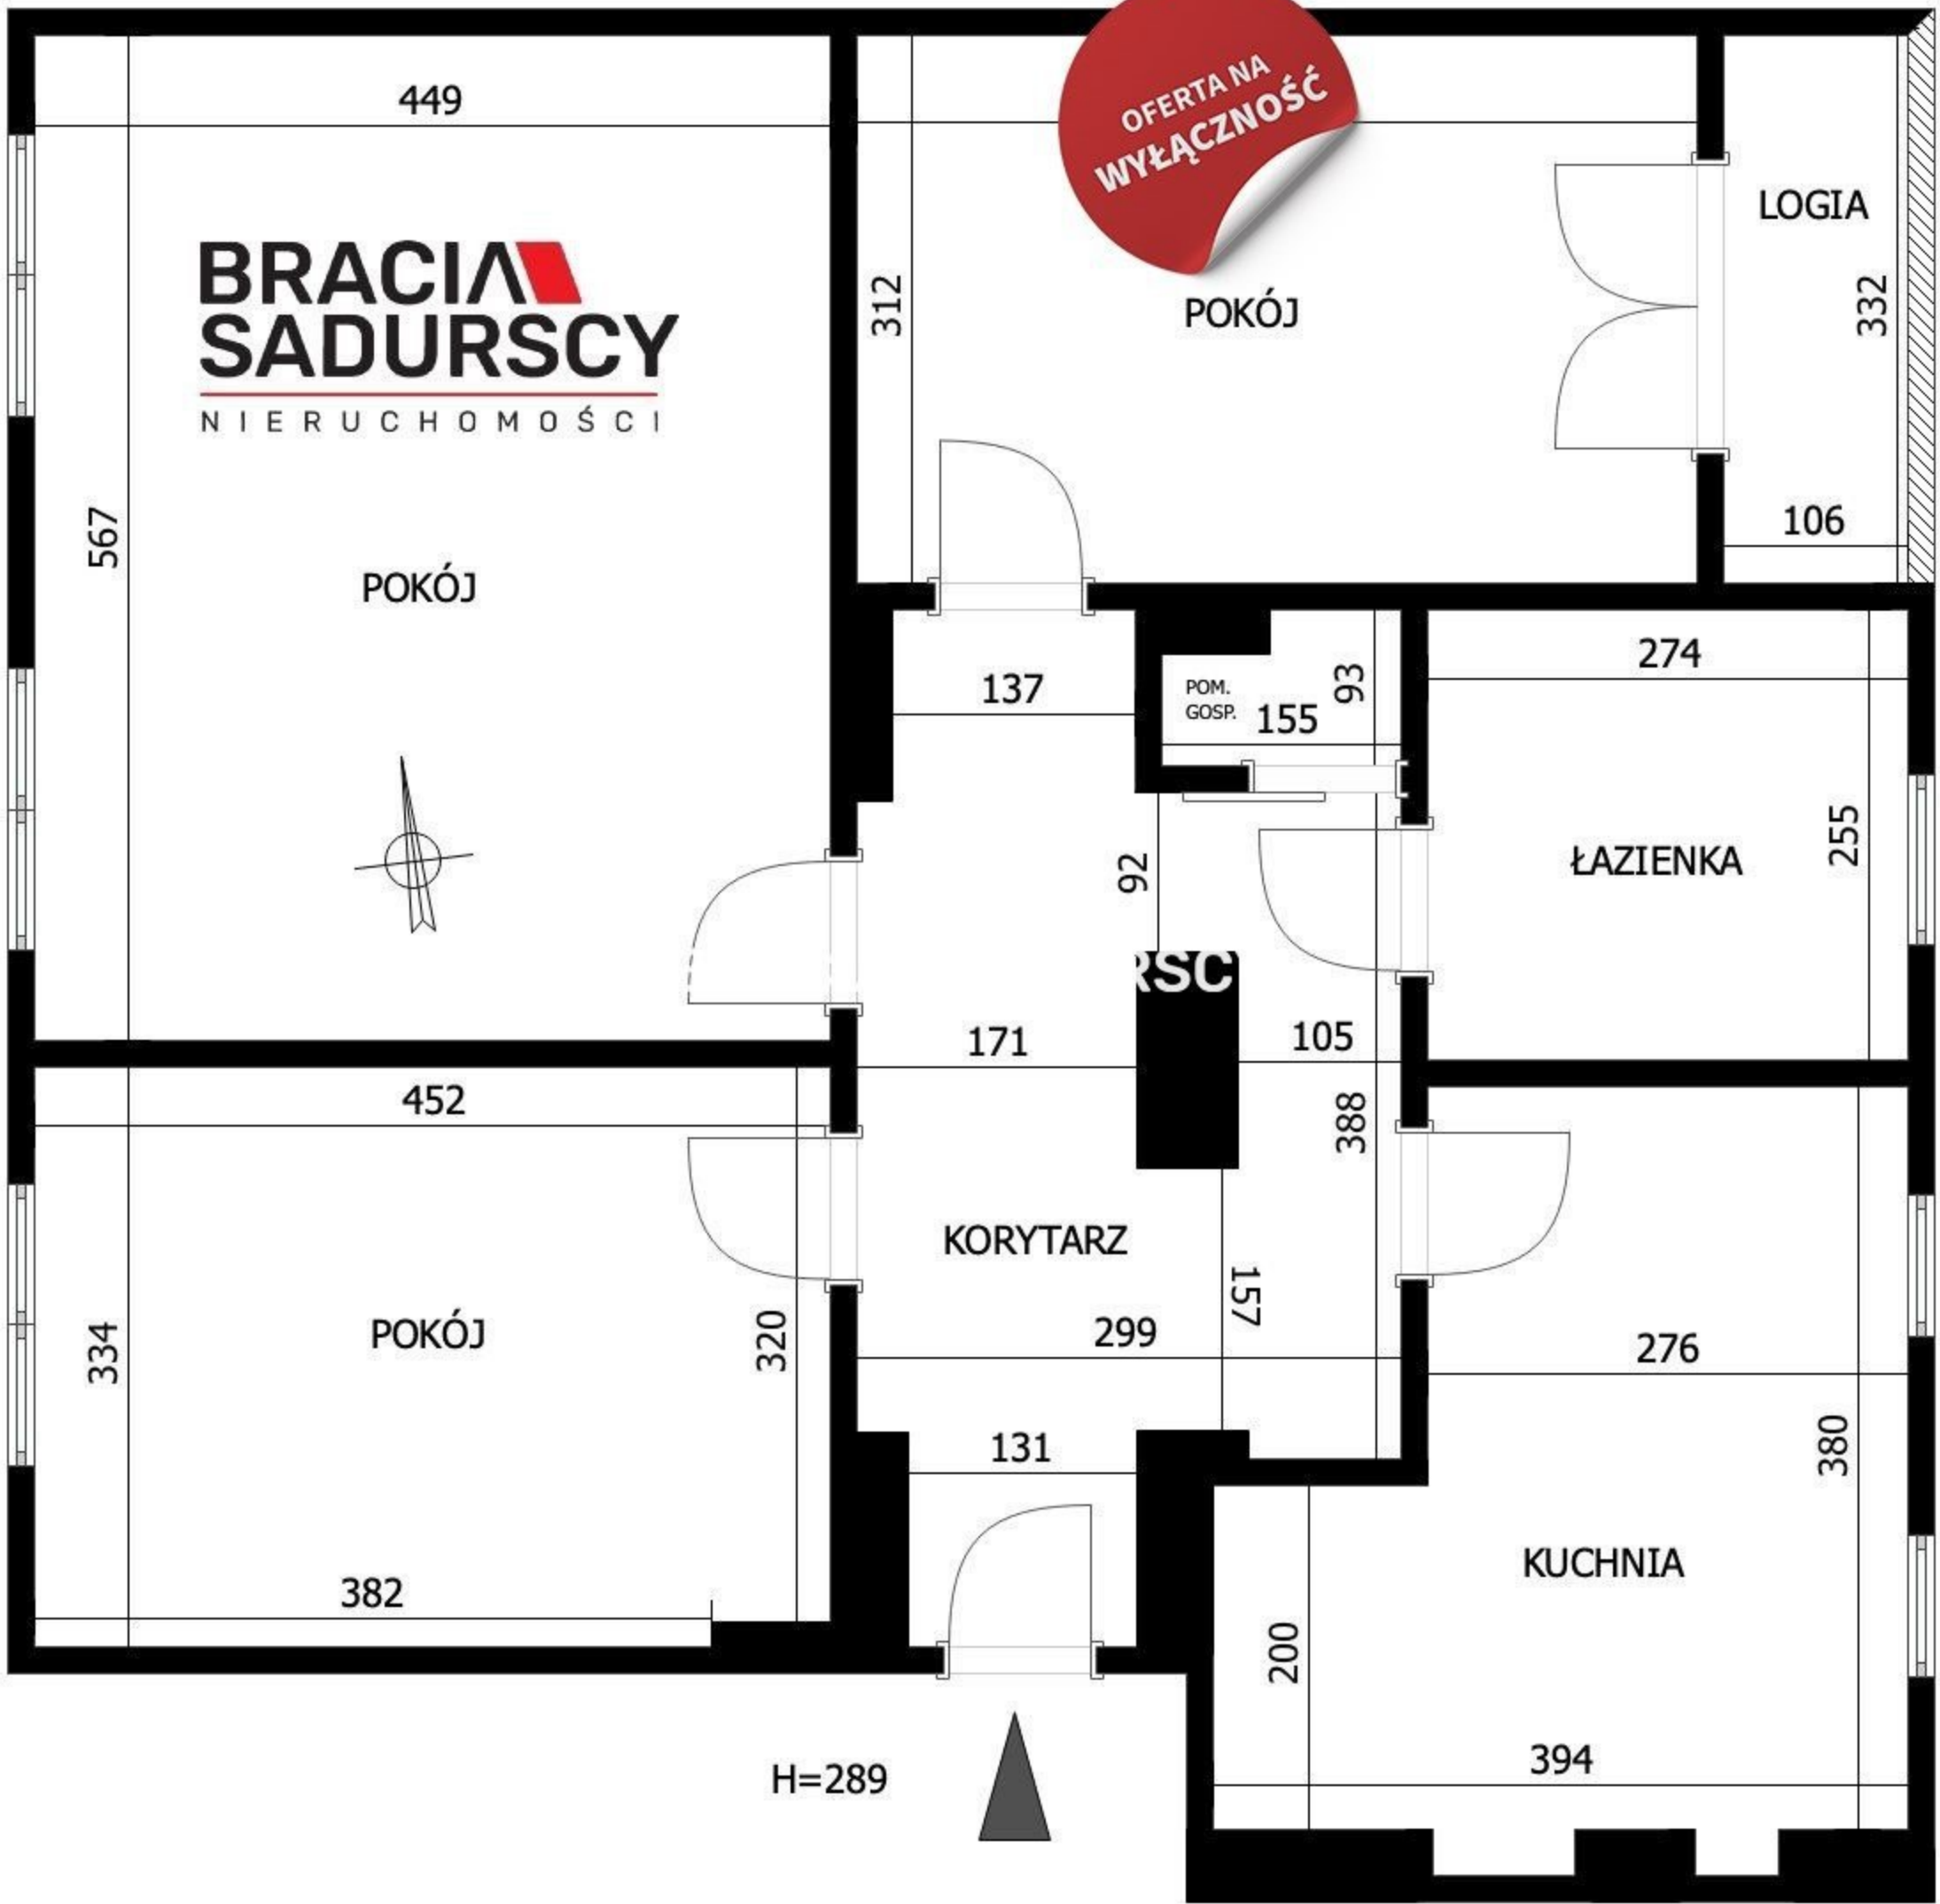 OFERTA NA
WYŁĄCZNOŚĆ
449
LOGIA
BRACIA
SADURSCY
NIERUCHOMOŚCI
312
POKÓJ
332
567
106
POKÓJ
274
137
93
POM.
GOSP.
155
255
92
ŁAZIENKA
RSC
171
105
452
388
KORYTARZ
157
334
POKÓJ
320
299
276
131
380
KUCHNIA
382
200
394
H=289